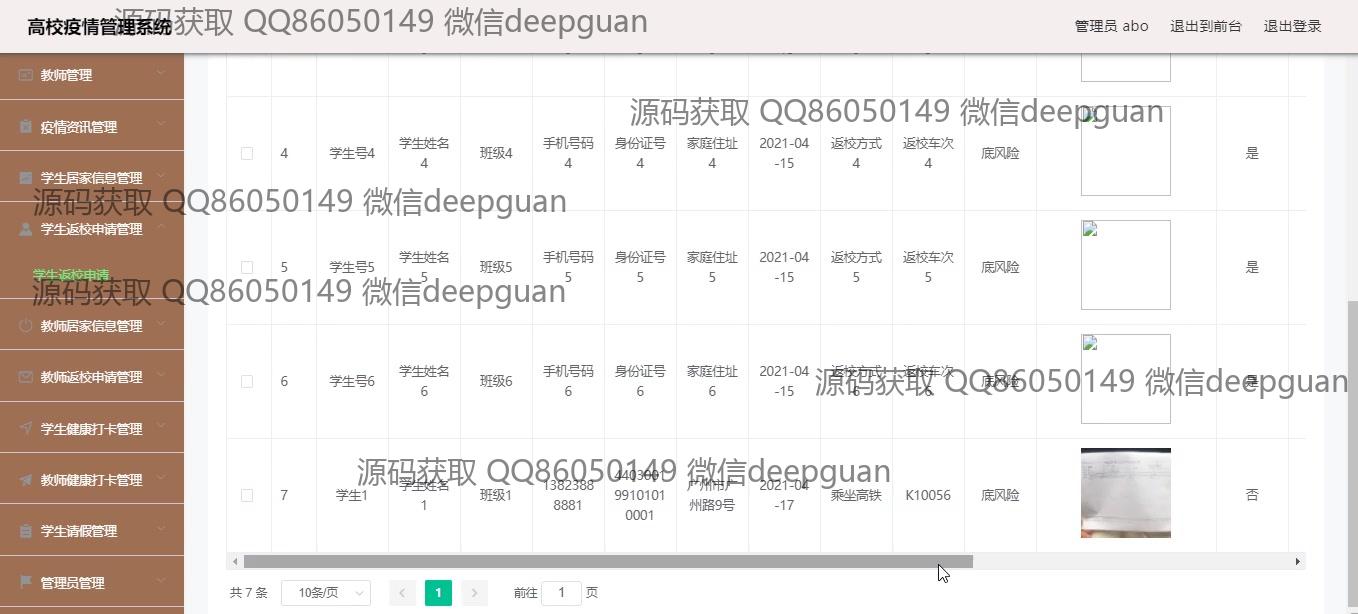 高校疫情管理系统
源码获取 QQ86050149 微信deepguan
管理员 abo 退出到前台 退出登录
教师管理
疫情资讯管理
学生居家信息管理
学生返校申请管理
学生返校申请
教师居家信息管理
教师返校申请管理
学生健康打卡管理
教师健康打卡管理
学生请假管理
管理员管理
源码获取 QQ86050149 微信deepguan
源码获取 QQ86050149 微信deepguan
源码获取 QQ86050149 微信deepguan
4 学生号4 学生姓名 班级4 手机号码 身份证号 家庭住址 2021-04 返校方式 返校车次 底风险 是
4 4 4 4 -15 4 4
5 学生号5 学生姓名 班级5 手机号码 身份证号 家庭住址 2021-04 返校方式 返校车次 底风险 是
5 5 5 5 -15 5 5
6 学生号6 学生姓名 班级6 手机号码 身份证号 家庭住址 2021-04 返校方式 返校车次 底风险 是
6 6 6 6 -15 6 6
源码获取 QQ86050149 微信deepguan
源码获取 QQ86050149 微信deepguan
7 学生1 学生姓名 班级1 1382388 4403001 广州市广 2021-04 乘坐高铁 K10056 底风险 否
1 8881 9910101 州路9号 -17
0001
共 7 条 10条/页 1 前往 1 页